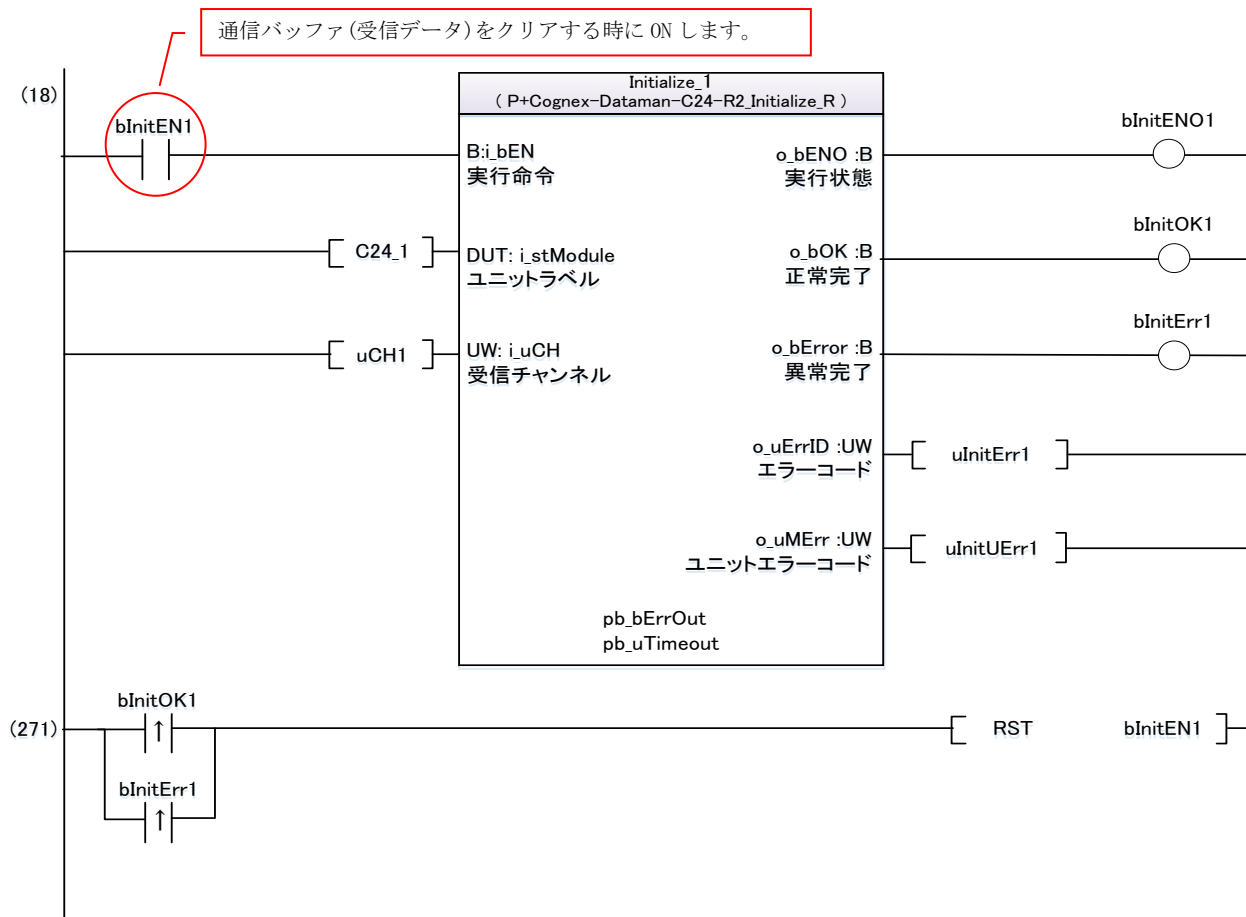 通信バッファ(受信データ)をクリアする時に ON します。
(18)
bInitEN1
Initialize_1
( P+Cognex-Dataman-C24-R2_Initialize_R )
B:i_bEN
実行命令
o_bENO :B
実行状態
bInitENO1
C24_1
DUT: i_stModule
ユニットラベル
o_bOK :B
正常完了
bInitOK1
uCH1
UW: i_uCH
受信チャンネル
o_bError :B
異常完了
bInitErr1
o_uErrID :UW
エラーコード
uInitErr1
o_uMErr :UW
ユニットエラーコード
uInitUErr1
pb_bErrOut
pb_uTimeout
(271)
bInitOK1
↑
RST bInitEN1
bInitErr1
↑